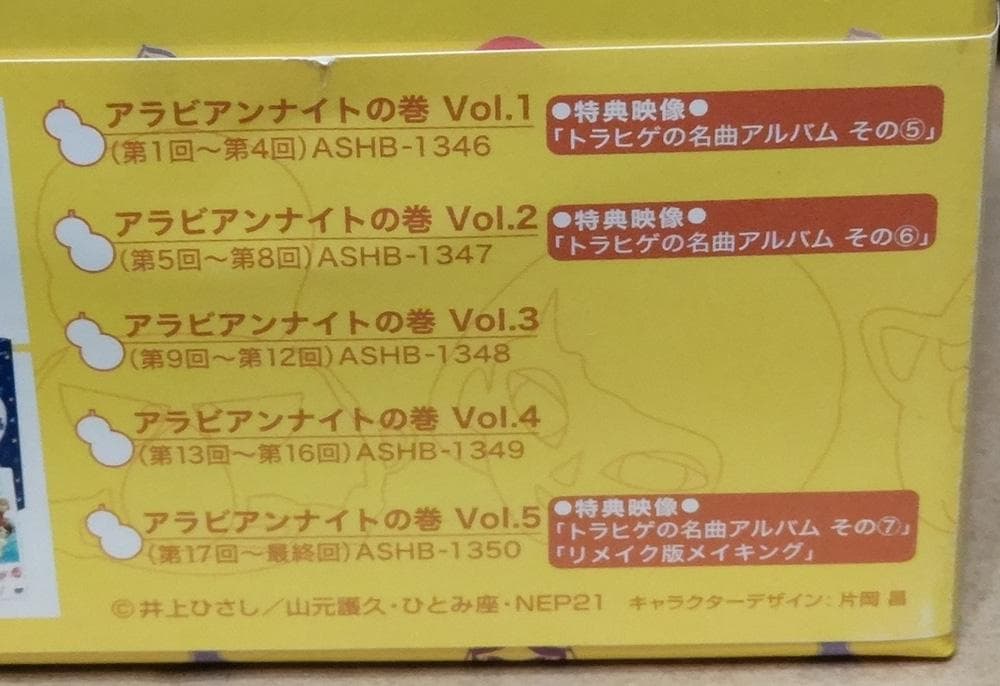 アラビアンナイトの巻 Vol.1
(第1回～第4回)ASHB-1346
●特典映像●
「トラヒゲの名曲アルバム その⑤」
アラビアンナイトの巻 Vol.2
(第5回～第8回)ASHB-1347
●特典映像●
「トラヒゲの名曲アルバム その⑥」
アラビアンナイトの巻 Vol.3
(第9回～第12回)ASHB-1348
アラビアンナイトの巻 Vol.4
(第13回～第16回)ASHB-1349
アラビアンナイトの巻 Vol.5
(第17回～最終回)ASHB-1350
●特典映像●
「トラヒゲの名曲アルバム その⑦」
「リメイク版メイキング」
©井上ひさし／山元護久・ひとみ座・NEP21 キャラクターデザイン: 片岡 昌